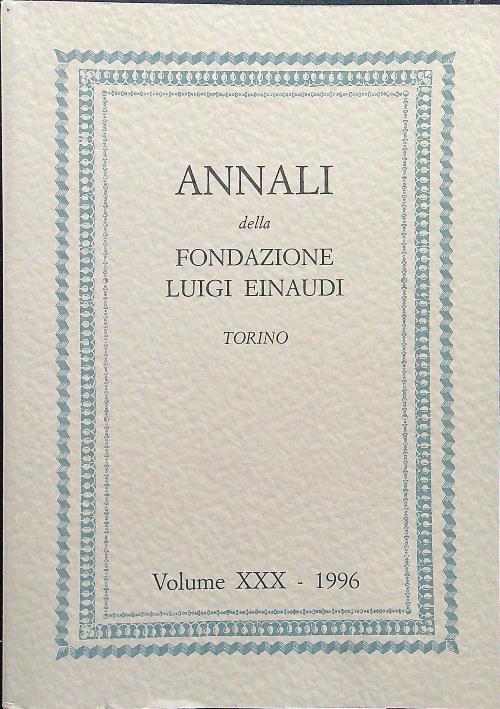 ANNALI
della
FONDAZIONE
LUIGI EINAUDI
TORINO
Volume XXX - 1996